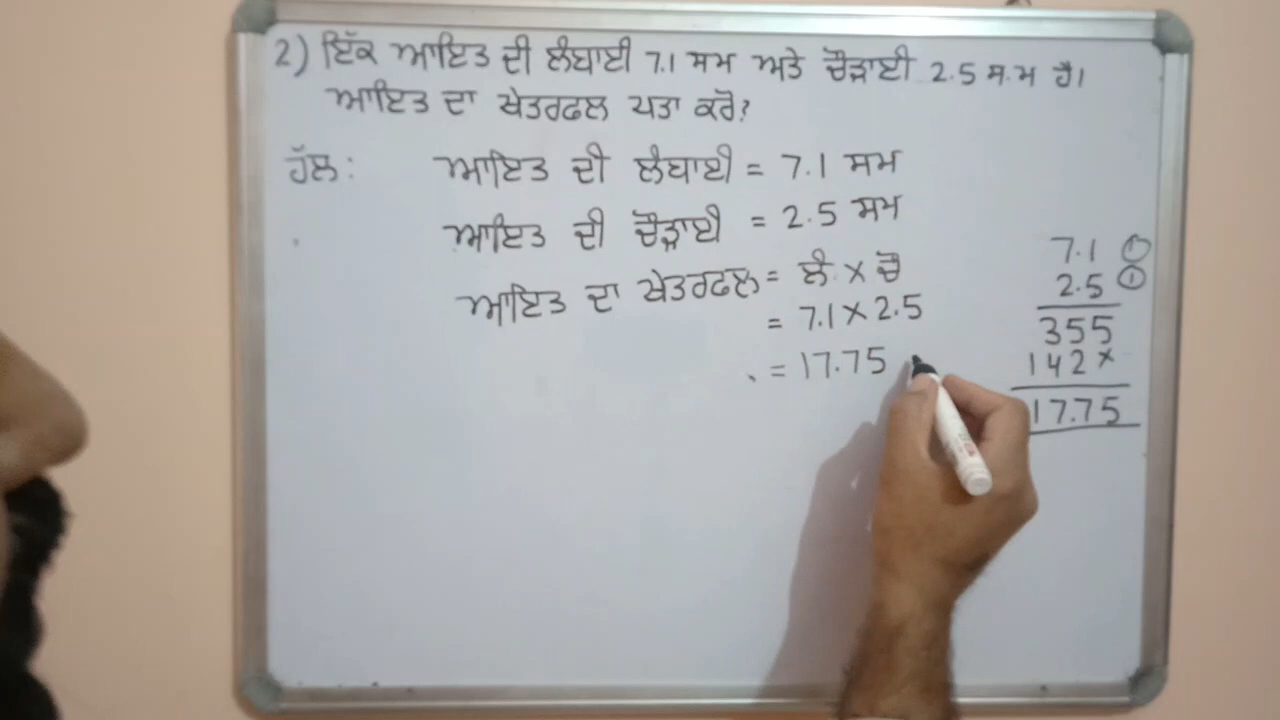 2) ਇੱਕ ਆਇਤ ਦੀ ਲੰਬਾਈ 7.1 ਸਮ ਅਤੇ ਚੌੜਾਈ 2.5 ਸ.ਮ ਹੈ।
ਆਇਤ ਦਾ ਖੇਤਰਫਲ ਪਤਾ ਕਰੋ?
ਹੱਲ: ਆਇਤ ਦੀ ਲੰਬਾਈ = 7.1 ਸਮ
ਆਇਤ ਦੀ ਚੌੜਾਈ = 2.5 ਸਮ
ਆਇਤ ਦਾ ਖੇਤਰਫਲ = ਲੰ × ਚੌ
= 7.1 × 2.5
= 17.75
7.1 ①
2.5 ①
355
142×
17.75